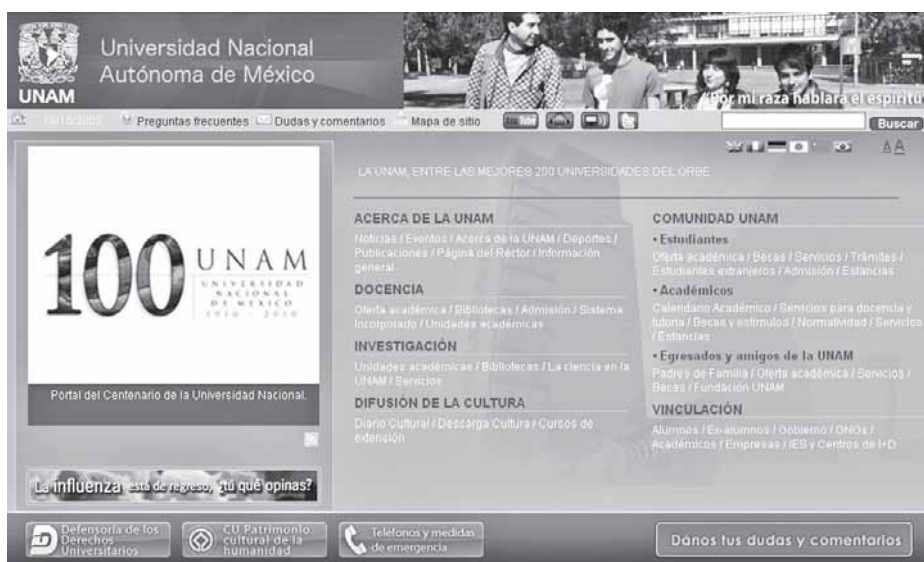 Universidad Nacional
Autónoma de México
UNAM
Por mi raza hablará el espíritu
Preguntas frecuentes Dudas y comentarios Mapa de sitio
Buscar
A A
LA UNAM, ENTRE LAS MEJORES 200 UNIVERSIDADES DEL ORBE
100 UNAM
UNIVERSIDAD
NACIONAL
DE MÉXICO
1910 - 2010
Portal del Centenario de la Universidad Nacional.
La influenza está de regreso, ¿tú qué opinas?
ACERCA DE LA UNAM
Noticias / Eventos / Acerca de la UNAM / Deportes /
Publicaciones / Página del Rector / Información
general
DOCENCIA
Oferta académica / Bibliotecas / Admisión / Sistema
Incorporado / Unidades académicas
INVESTIGACIÓN
Unidades académicas / Bibliotecas / La ciencia en la
UNAM / Servicios
DIFUSIÓN DE LA CULTURA
Diario Cultural / Descarga Cultura / Cursos de
extensión
COMUNIDAD UNAM
• Estudiantes
Oferta académica / Becas / Servicios / Trámites /
Estudiantes extranjeros / Admisión / Estancias
• Académicos
Calendario Académico / Servicios para docencia y
tutoria / Becas y estímulos / Normatividad / Servicios
/ Estancias
• Egresados y amigos de la UNAM
Padres de Familia / Oferta académica / Servicios /
Becas / Fundación UNAM
VINCULACIÓN
Alumnos / Ex-alumnos / Gobierno / ONGs /
Académicos / Empresas / IES y Centros de I+D
Defensoría de los
Derechos
Universitarios
CU Patrimonio
cultural de la
humanidad
Teléfonos y medidas
de emergencia
Dános tus dudas y comentarios